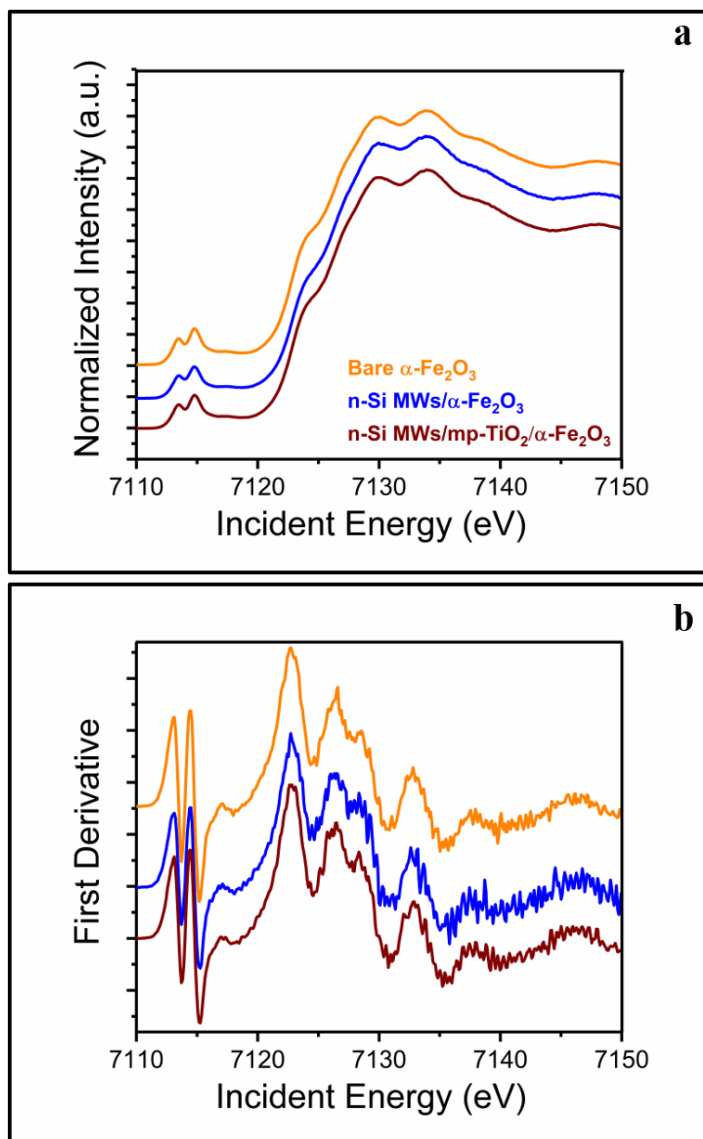 a
Normalized Intensity (a.u.)
Bare α-Fe₂O₃
n-Si MWs/α-Fe₂O₃
n-Si MWs/mp-TiO₂/α-Fe₂O₃
7110 7120 7130 7140 7150
Incident Energy (eV)
b
First Derivative
7110 7120 7130 7140 7150
Incident Energy (eV)